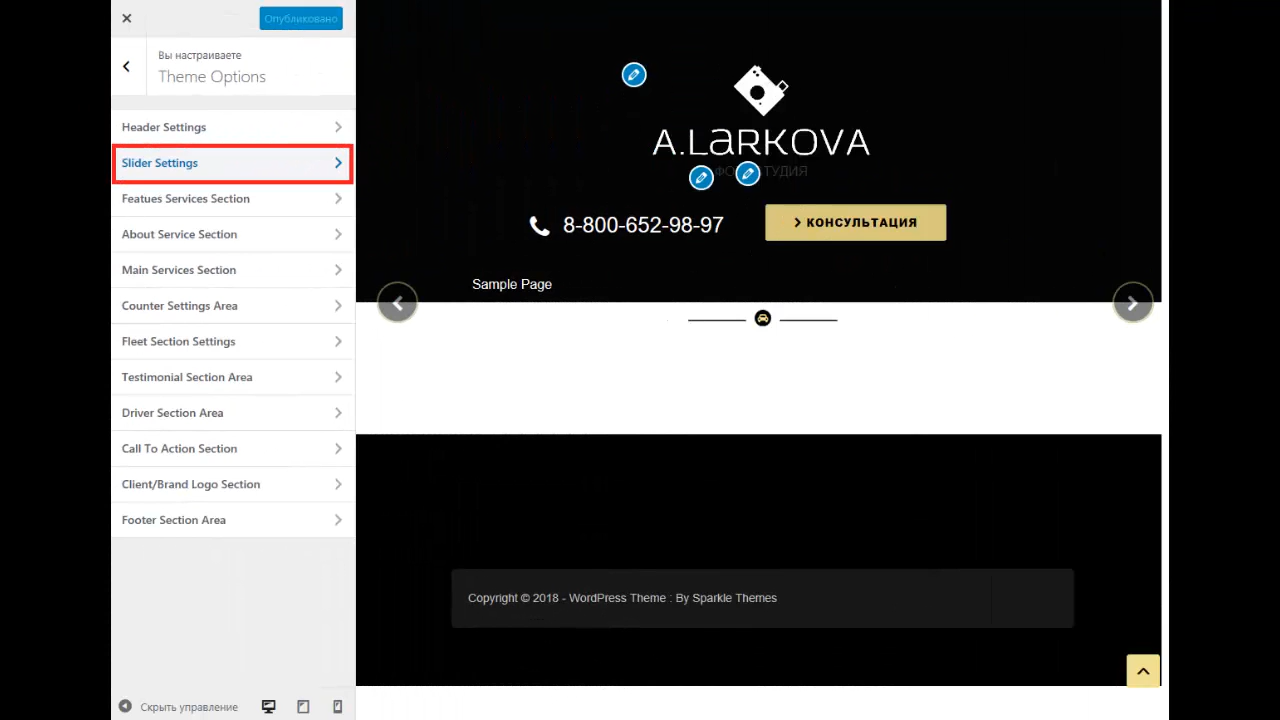 Опубликовано
Вы настраиваете
Theme Options
Header Settings
Slider Settings
Featues Services Section
About Service Section
Main Services Section
Counter Settings Area
Fleet Section Settings
Testimonial Section Area
Driver Section Area
Call To Action Section
Client/Brand Logo Section
Footer Section Area
Скрыть управление
A.LARKOVA
8-800-652-98-97
КОНСУЛЬТАЦИЯ
Sample Page
Copyright © 2018 - WordPress Theme : By Sparkle Themes